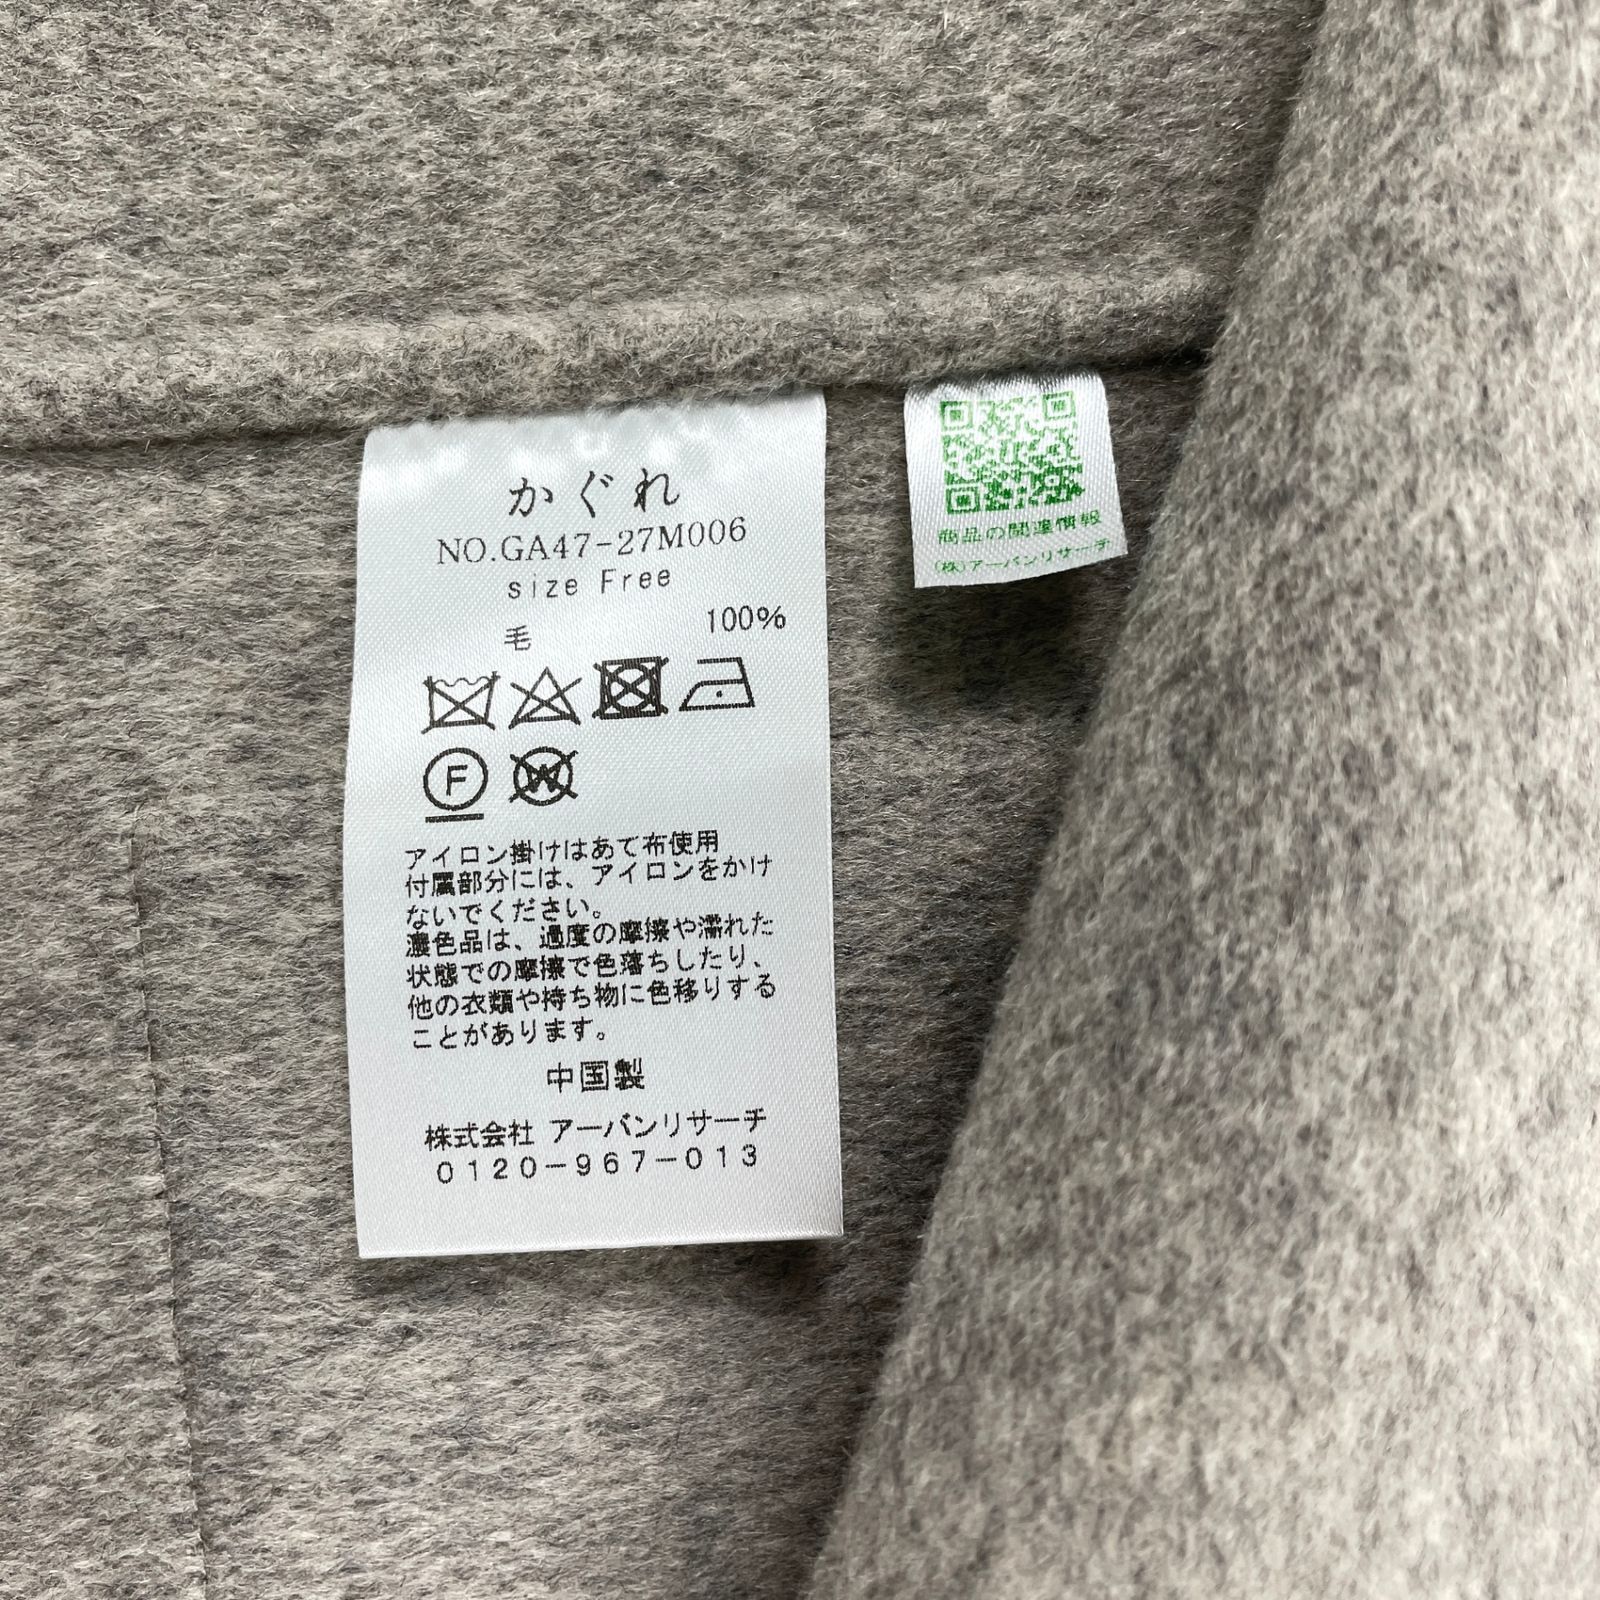 かぐれ
NO.GA47-27M006
size Free
毛 100%
F
W
アイロン掛けはあて布使用
付属部分には、アイロンをかけ
ないでください。
濃色品は、過度の摩擦や濡れた
状態での摩擦で色落ちしたり、
他の衣類や持ち物に色移りする
ことがあります。
中国製
株式会社 アーバンリサーチ
0120-967-013
商品の関連情報
(株)アーバンリサーチ